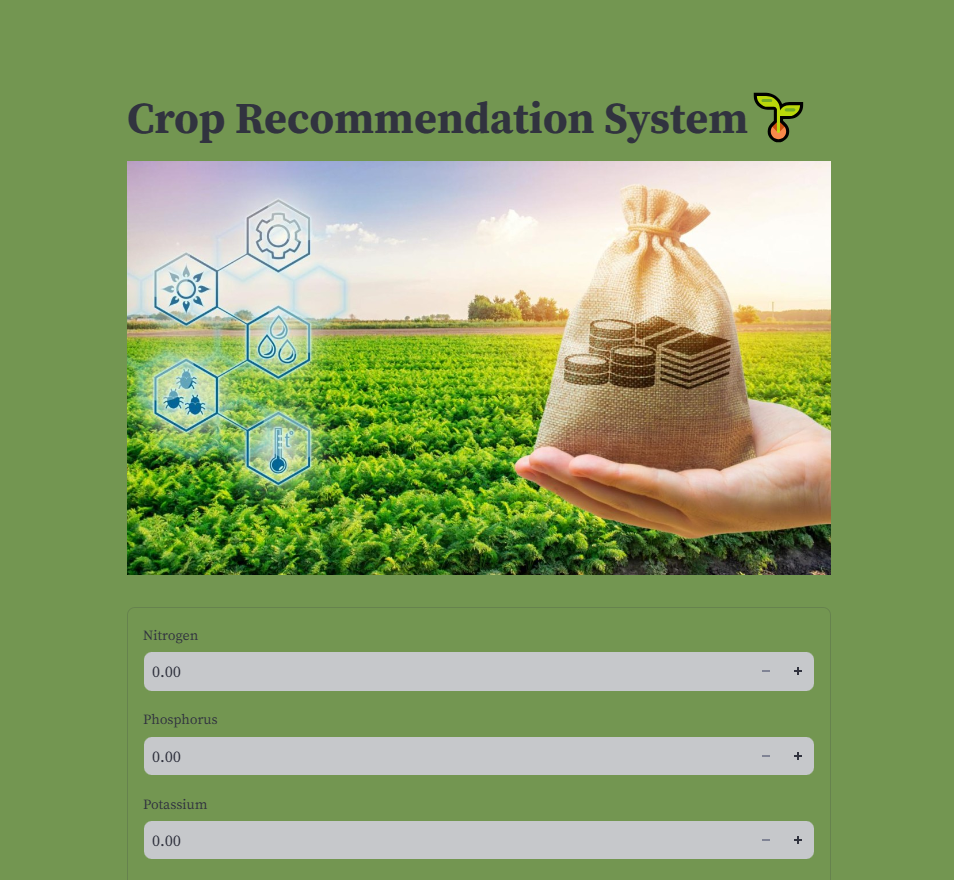 Crop Recommendation System
t°
Nitrogen
0.00
Phosphorus
0.00
Potassium
0.00